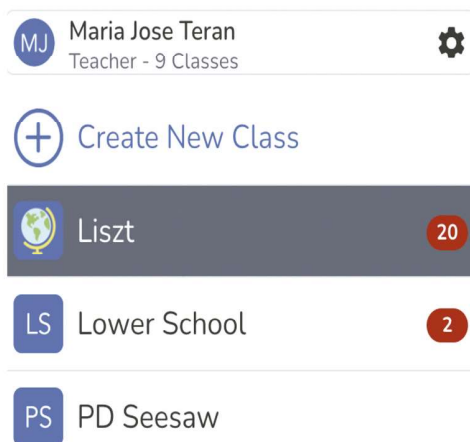 MJ Maria Jose Teran
Teacher - 9 Classes
Create New Class
Liszt 20
LS Lower School 2
PS PD Seesaw